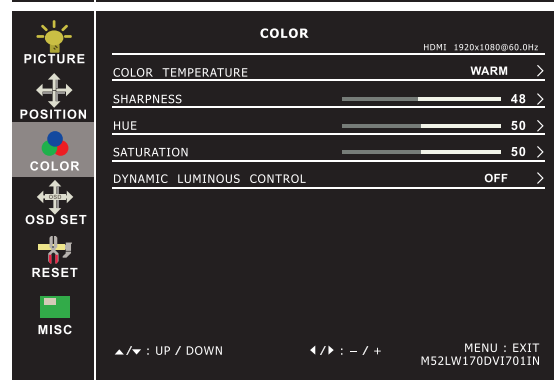 COLOR
HDMI 1920x1080@60.0Hz
PICTURE
POSITION
COLOR
OSD
OSD SET
RESET
MISC
COLOR TEMPERATURE WARM >
SHARPNESS 48 >
HUE 50 >
SATURATION 50 >
DYNAMIC LUMINOUS CONTROL OFF >
▲/▼ : UP / DOWN ◀/▶ : – / + MENU : EXIT
M52LW170DVI701IN